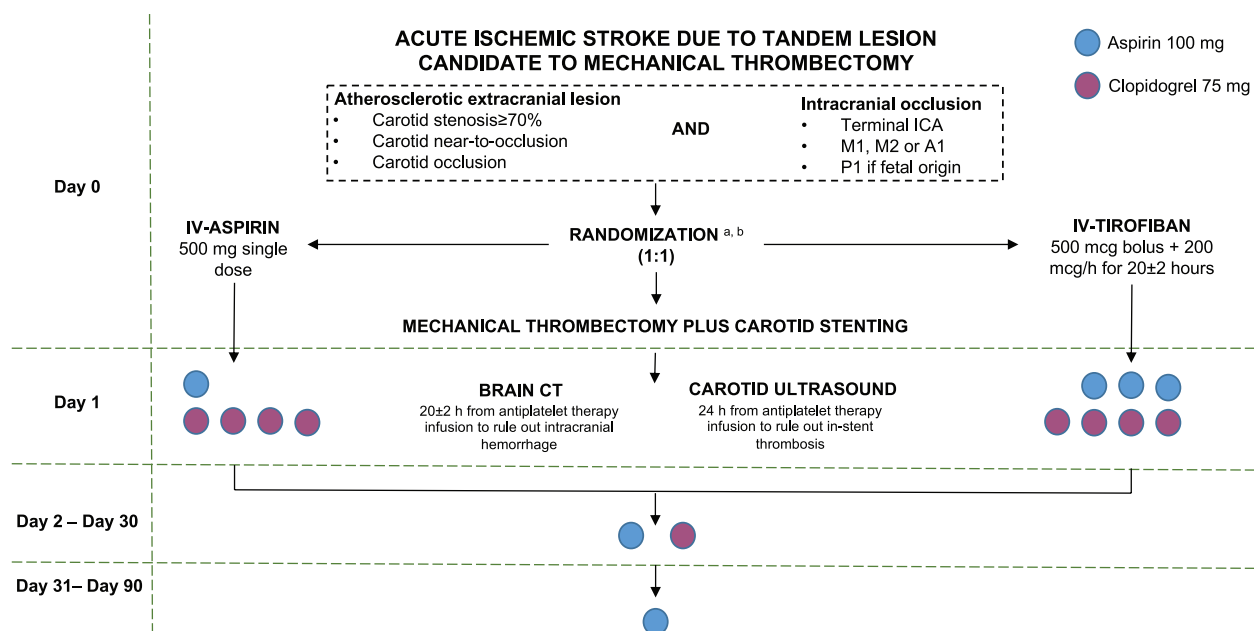 ACUTE ISCHEMIC STROKE DUE TO TANDEM LESION
CANDIDATE TO MECHANICAL THROMBECTOMY
Aspirin 100 mg
Clopidogrel 75 mg
Atherosclerotic extracranial lesion
• Carotid stenosis≥70%
• Carotid near-to-occlusion
• Carotid occlusion
AND
Intracranial occlusion
• Terminal ICA
• M1, M2 or A1
• P1 if fetal origin
Day 0
IV-ASPIRIN
500 mg single
dose
RANDOMIZATION a, b
(1:1)
IV-TIROFIBAN
500 mcg bolus + 200
mcg/h for 20±2 hours
MECHANICAL THROMBECTOMY PLUS CAROTID STENTING
Day 1
BRAIN CT
20±2 h from antiplatelet therapy
infusion to rule out intracranial
hemorrhage
CAROTID ULTRASOUND
24 h from antiplatelet therapy
infusion to rule out in-stent
thrombosis
Day 2 – Day 30
Day 31– Day 90